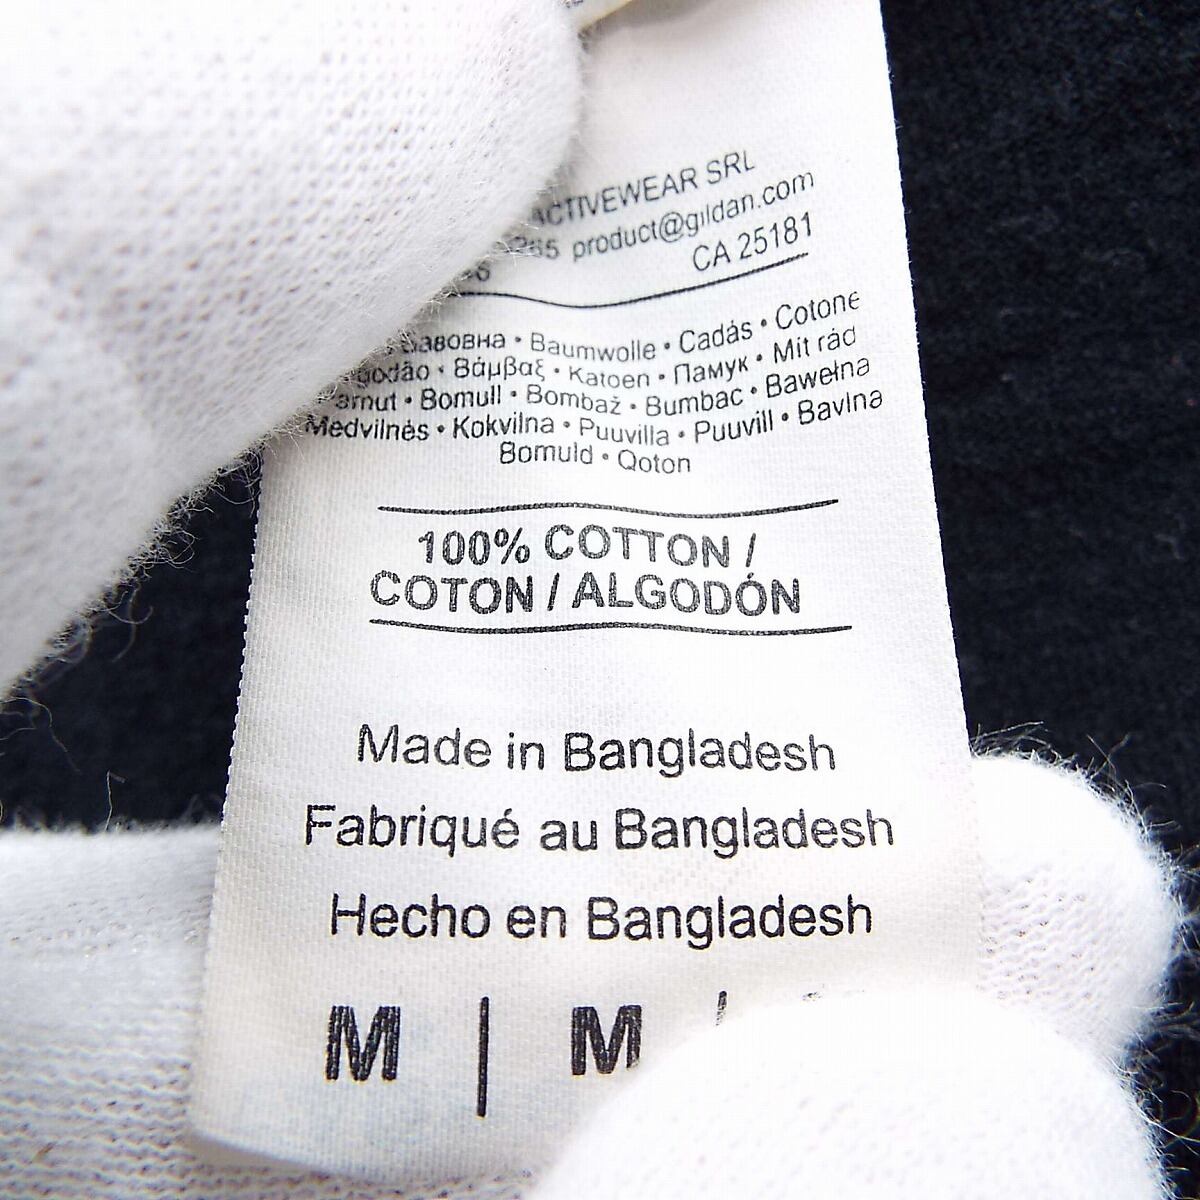 ACTIVEWEAR SRL
product@gildan.com
CA 25181
Бавовна • Baumwolle • Cadás • Cotone
Βάμβαξ • Katoen • Памук • Mit rád
Bomull • Bombaž • Bumbac • Bawełna
Medvilnės • Kokvilna • Puuvilla • Puuvill • Bavlna
Bomuld • Qoton
100% COTTON /
COTON / ALGODÓN
Made in Bangladesh
Fabriqué au Bangladesh
Hecho en Bangladesh
M | M